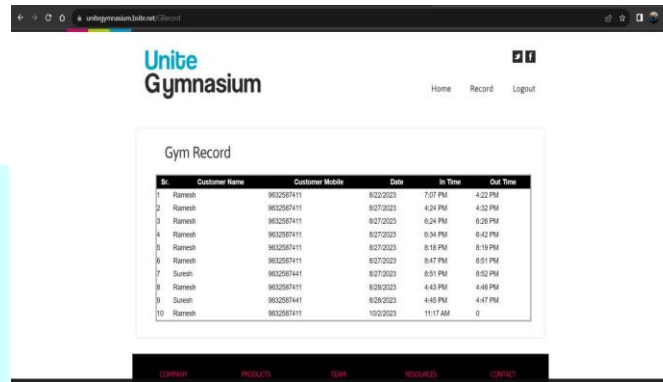 unitegymnasium.bsite.net/GRecord
Unite
Gymnasium
Home Record Logout
Gym Record
Sr. Customer Name Customer Mobile Date In Time Out Time
1 Ramesh 9632587411 8/22/2023 7:07 PM 4:22 PM
2 Ramesh 9632587411 8/27/2023 4:24 PM 4:32 PM
3 Ramesh 9632587411 8/27/2023 6:24 PM 6:26 PM
4 Ramesh 9632587411 8/27/2023 6:34 PM 6:42 PM
5 Ramesh 9632587411 8/27/2023 8:18 PM 8:19 PM
6 Ramesh 9632587411 8/27/2023 8:47 PM 8:51 PM
7 Suresh 9632587441 8/27/2023 8:51 PM 8:52 PM
8 Ramesh 9632587411 8/28/2023 4:43 PM 4:46 PM
9 Suresh 9632587441 8/28/2023 4:45 PM 4:47 PM
10 Ramesh 9632587411 10/2/2023 11:17 AM 0
COMPANY PRODUCTS TEAM RESOURCES CONTACT